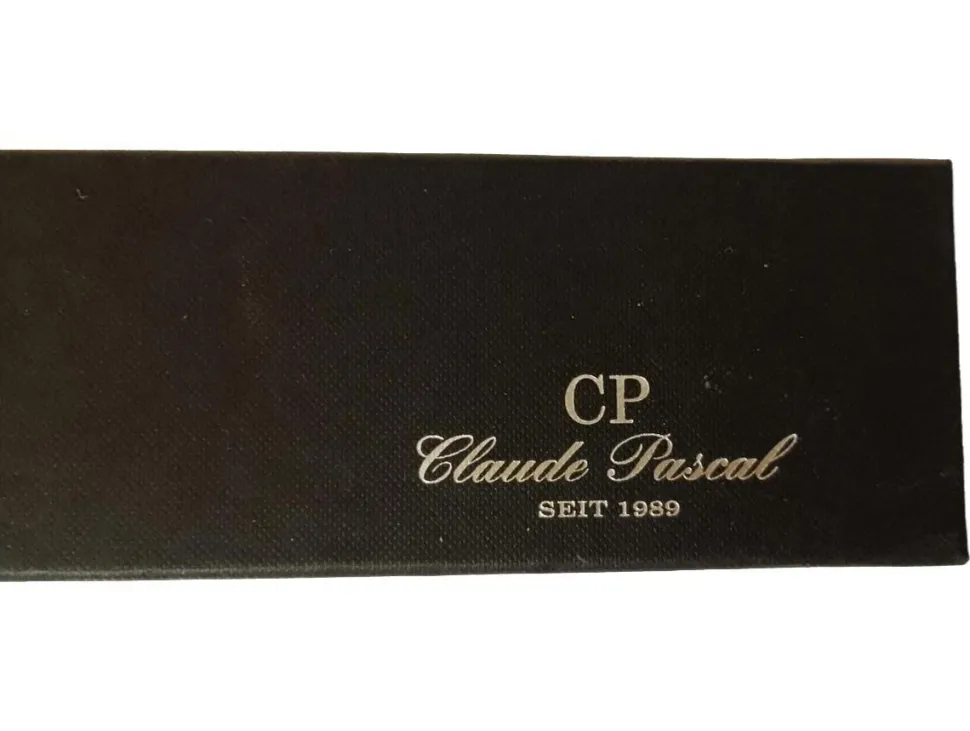 CP
Claude Pascal
SEIT 1989